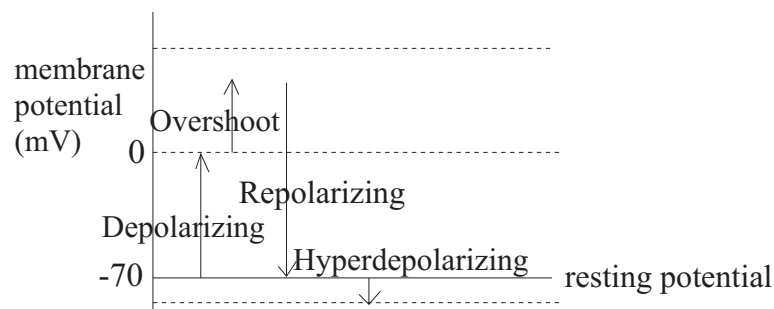 membrane
potential
(mV)
Overshoot
0
Repolarizing
Depolarizing
Hyperdepolarizing
-70
resting potential